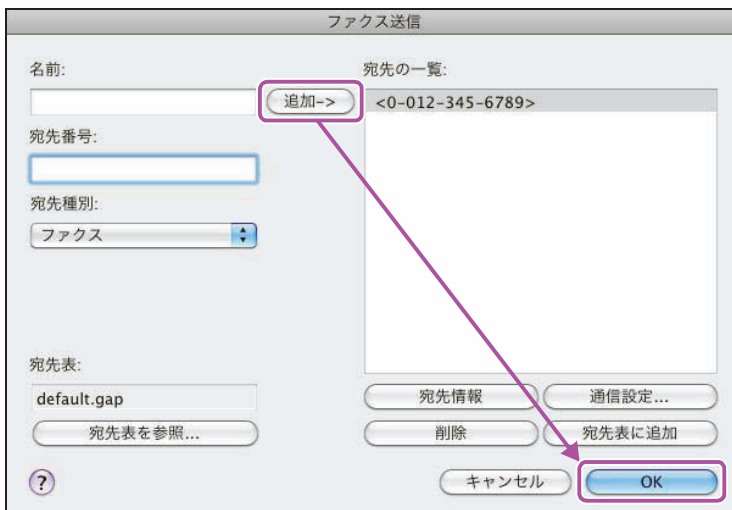 ファクス送信
名前:
追加->
宛先番号:
宛先種別:
ファクス
宛先表:
default.gap
宛先表を参照...
?
宛先の一覧:
<0-012-345-6789>
宛先情報
通信設定...
削除
宛先表に追加
キャンセル
OK